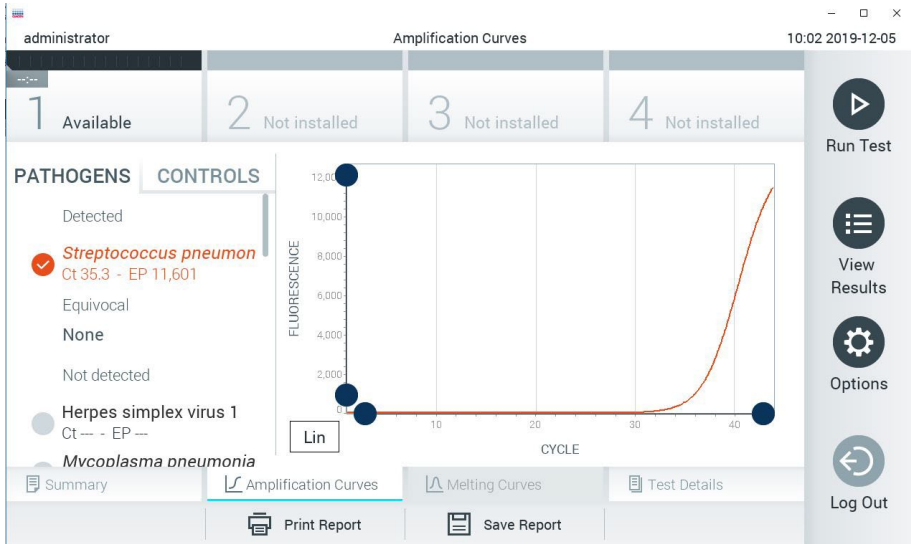 administrator
Amplification Curves
10:02 2019-12-05
--:--
1 Available
2 Not installed
3 Not installed
4 Not installed
Run Test
View
Results
Options
Log Out
PATHOGENS CONTROLS
Detected
Streptococcus pneumon
Ct 35.3 - EP 11,601
Equivocal
None
Not detected
Herpes simplex virus 1
Ct --- - EP ---
Mycoplasma pneumonia
FLUORESCENCE
12,00
10,000
8,000
6,000
4,000
2,000
0
10 20 30 40
CYCLE
Lin
Summary
Amplification Curves
Melting Curves
Test Details
Print Report
Save Report